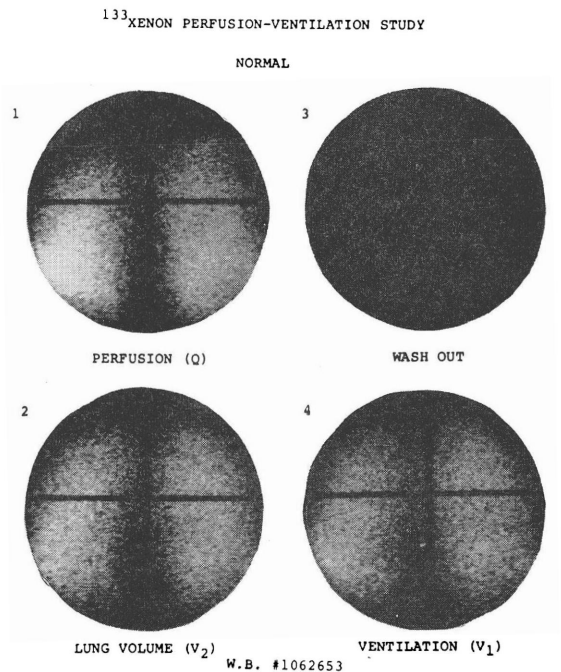 133XENON PERFUSION-VENTILATION STUDY
NORMAL
1
3
PERFUSION (Q)
WASH OUT
2
4
LUNG VOLUME (V2)
VENTILATION (V1)
W.B. #1062653